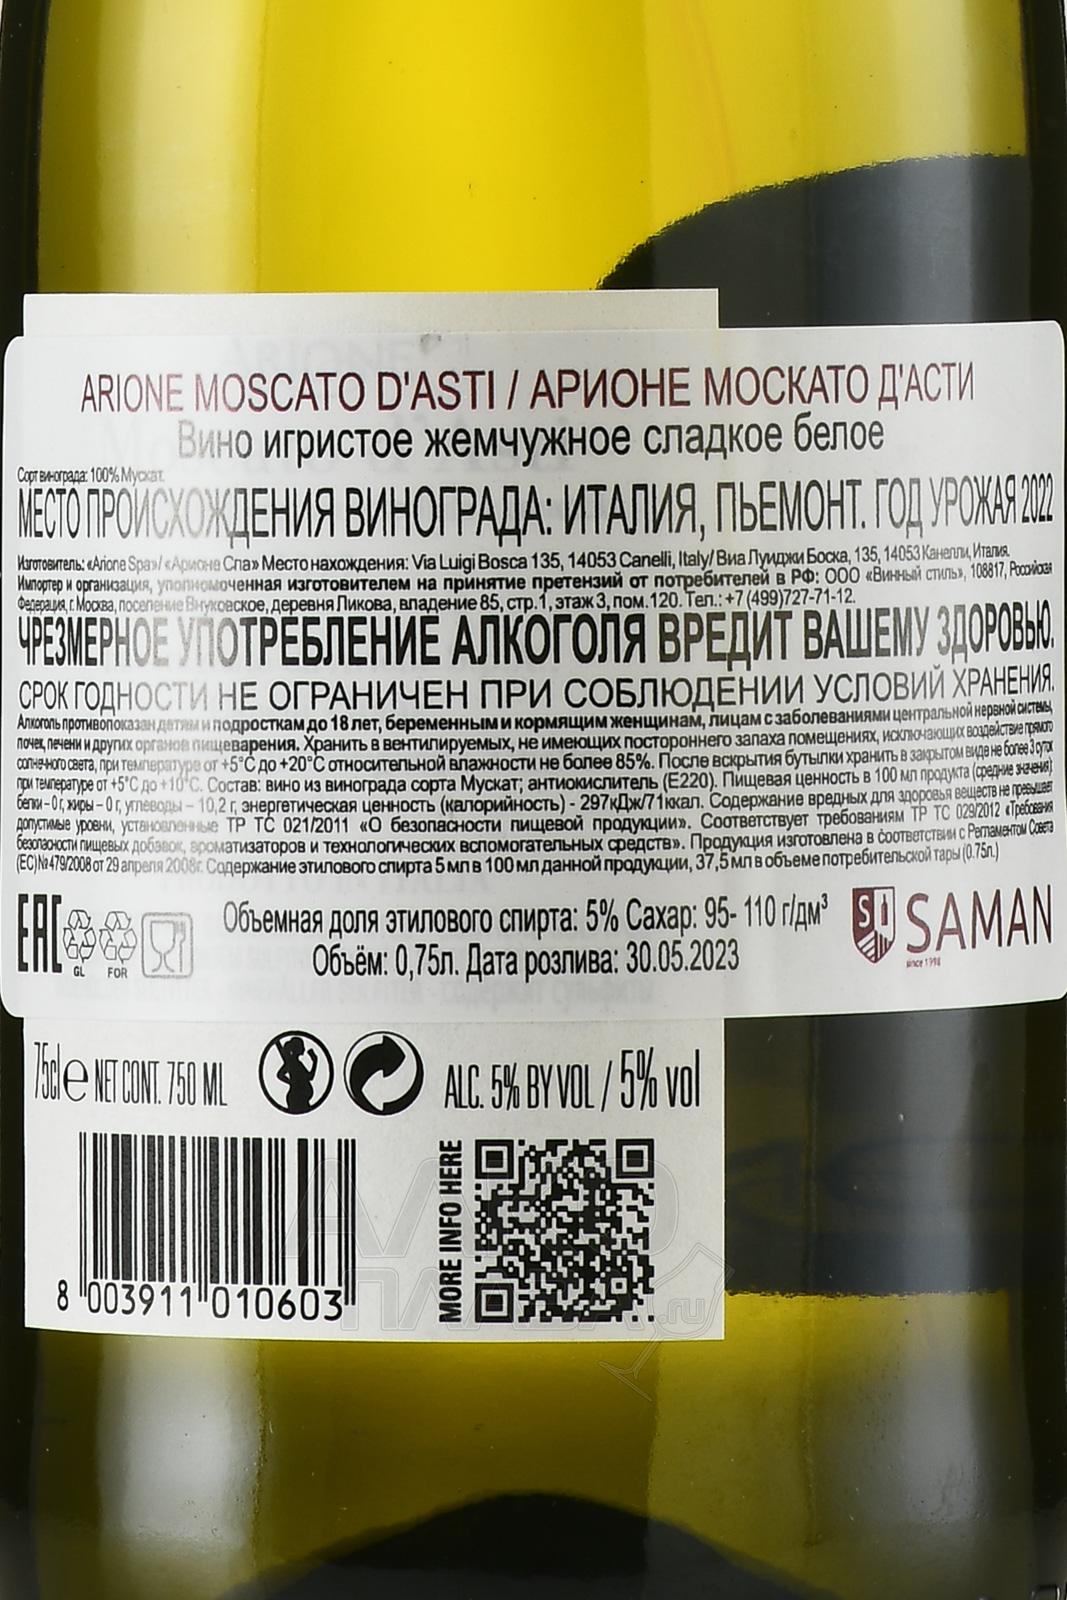 ARIONE MOSCATO D'ASTI / АРИОНЕ МОСКАТО Д'АСТИ
Вино игристое жемчужное сладкое белое
Сорт винограда: 100% Мускат.
МЕСТО ПРОИСХОЖДЕНИЯ ВИНОГРАДА: ИТАЛИЯ, ПЬЕМОНТ. ГОД УРОЖАЯ 2022
Изготовитель: «Arione Spa»/ «Арионе Спа» Место нахождения: Via Luigi Bosca 135, 14053 Canelli, Italy/ Виа Луиджи Боска, 135, 14053 Канелли, Италия.
Импортер и организация, уполномоченная изготовителем на принятие претензий от потребителей в РФ: ООО «Винный стиль», 108817, Российская
Федерация, г. Москва, поселение Внуковское, деревня Ликова, владение 85, стр.1, этаж 3, пом.120. Тел.: +7 (499)727-71-12.
ЧРЕЗМЕРНОЕ УПОТРЕБЛЕНИЕ АЛКОГОЛЯ ВРЕДИТ ВАШЕМУ ЗДОРОВЬЮ.
СРОК ГОДНОСТИ НЕ ОГРАНИЧЕН ПРИ СОБЛЮДЕНИИ УСЛОВИЙ ХРАНЕНИЯ.
Алкоголь противопоказан детям и подросткам до 18 лет, беременным и кормящим женщинам, лицам с заболеваниями центральной нервной системы,
почек, печени и других органов пищеварения. Хранить в вентилируемых, не имеющих постороннего запаха помещениях, исключающих воздействие прямого
солнечного света, при температуре от +5°C до +20°C относительной влажности не более 85%. После вскрытия бутылки хранить в закрытом виде не более 3 суток
при температуре от +5°C до +10°C. Состав: вино из винограда сорта Мускат; антиокислитель (Е220). Пищевая ценность в 100 мл продукта (средние значения)
белки – 0 г, жиры – 0 г, углеводы – 10,2 г, энергетическая ценность (калорийность) - 297кДж/71ккал. Содержание вредных для здоровья веществ не превышает
допустимые уровни, установленные ТР ТС 021/2011 «О безопасности пищевой продукции». Соответствует требованиям ТР ТС 029/2012 «Требования
безопасности пищевых добавок, ароматизаторов и технологических вспомогательных средств». Продукция изготовлена в соответствии с Регламентом Совета
(ЕС) № 479/2008 от 29 апреля 2008г. Содержание этилового спирта 5 мл в 100 мл данной продукции, 37,5 мл в объеме потребительской тары (0.75л.)
EAC GL FOR
Объемная доля этилового спирта: 5% Сахар: 95- 110 г/дм³
Объём: 0,75л. Дата розлива: 30.05.2023
SAMAN
since 1998
75cl e NET CONT. 750 ML
ALC. 5% BY VOL / 5% vol
MORE INFO HERE
8 003911 010603
АЛКО
ПЛАЗА.ru